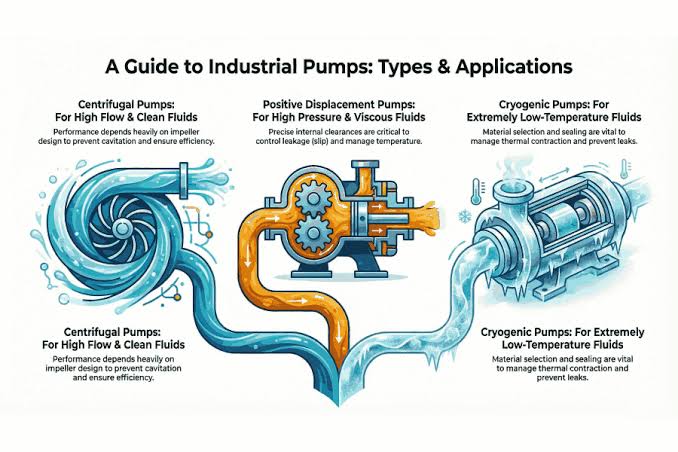 A Guide to Industrial Pumps: Types & Applications
Centrifugal Pumps:
For High Flow & Clean Fluids
Performance depends heavily on impeller
design to prevent cavitation and ensure efficiency.
Positive Displacement Pumps:
For High Pressure & Viscous Fluids
Precise internal clearances are critical to
control leakage (slip) and manage temperature.
Cryogenic Pumps: For
Extremely Low-Temperature Fluids
Material selection and sealing are vital to
manage thermal contraction and prevent leaks.
Centrifugal Pumps:
For High Flow & Clean Fluids
Performance depends heavily on
impeller design to prevent cavitation
and ensure efficiency.
Cryogenic Pumps: For Extremely
Low-Temperature Fluids
Material selection and sealing are vital
to manage thermal contraction and
prevent leaks.